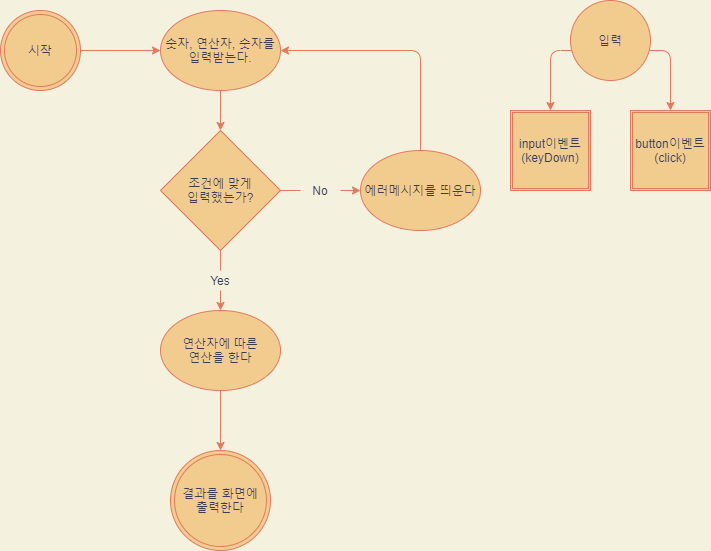 시작
숫자, 연산자, 숫자를
입력받는다.
입력
input이벤트
(keyDown)
button이벤트
(click)
조건에 맞게
입력했는가?
No
에러메시지를 띄운다
Yes
연산자에 따른
연산을 한다
결과를 화면에
출력한다